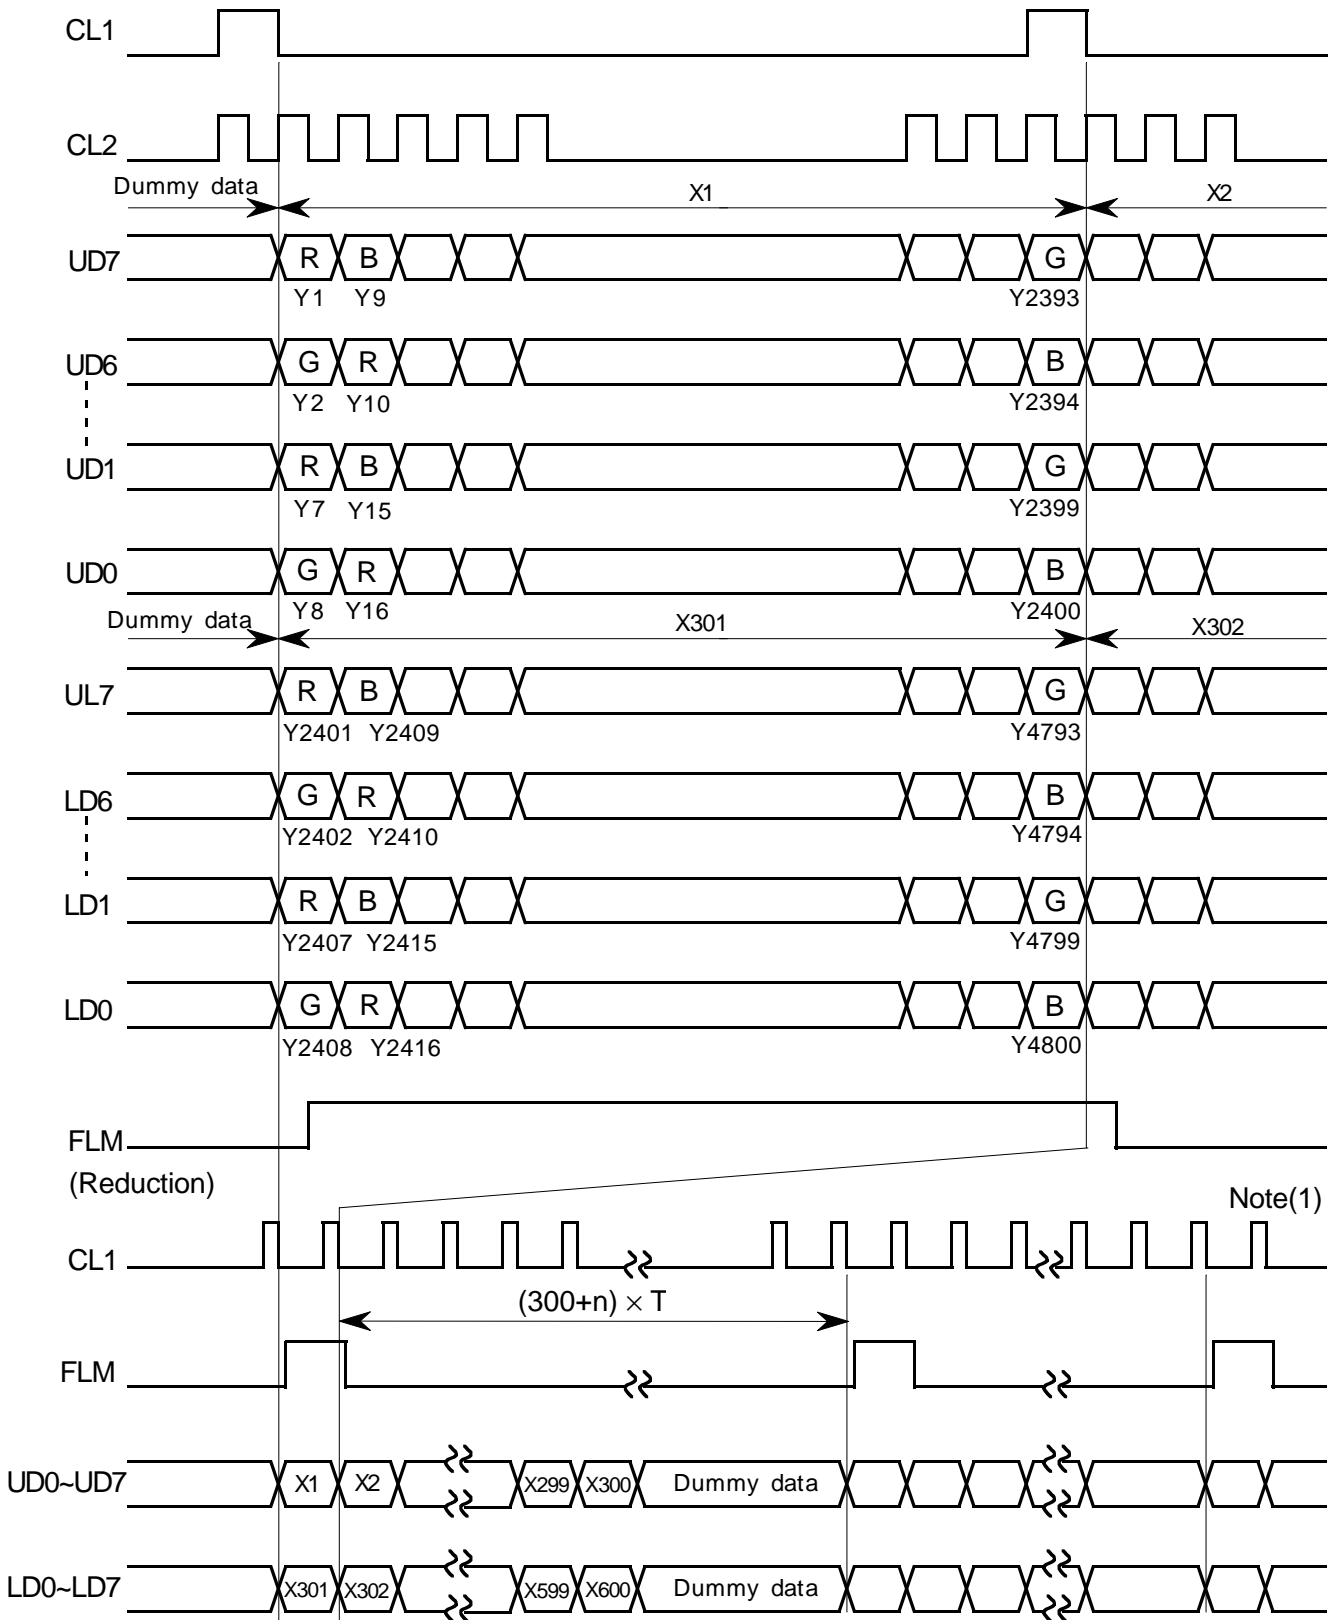 CL1
CL2
Dummy data X1 X2
UD7 R B G
Y1 Y9 Y2393
UD6 G R B
Y2 Y10 Y2394
UD1 R B G
Y7 Y15 Y2399
UD0 G R B
Y8 Y16 Y2400
Dummy data X301 X302
UL7 R B G
Y2401 Y2409 Y4793
LD6 G R B
Y2402 Y2410 Y4794
LD1 R B G
Y2407 Y2415 Y4799
LD0 G R B
Y2408 Y2416 Y4800
FLM
(Reduction)
Note(1)
CL1
(300+n) × T
FLM
UD0~UD7 X1 X2 X299 X300 Dummy data
LD0~LD7 X301 X302 X599 X600 Dummy data